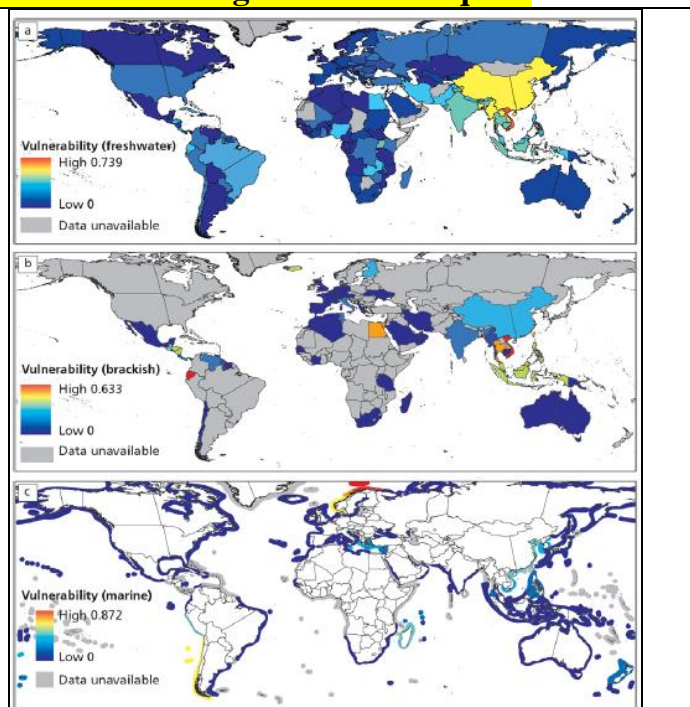 a
Vulnerability (freshwater)
High 0.739
Low 0
Data unavailable
b
Vulnerability (brackish)
High 0.633
Low 0
Data unavailable
c
Vulnerability (marine)
High 0.872
Low 0
Data unavailable